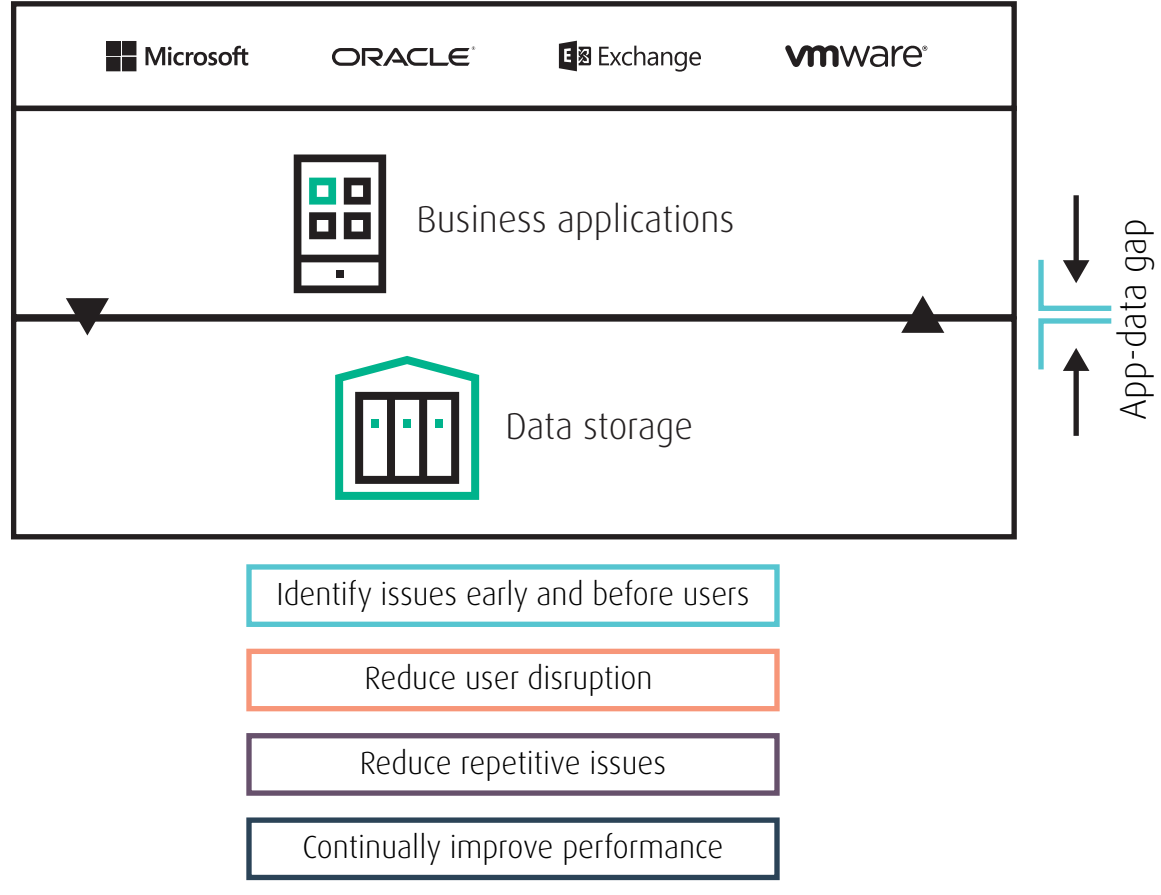 Microsoft ORACLE® Exchange vmware®
Business applications
App-data gap
Data storage
Identify issues early and before users
Reduce user disruption
Reduce repetitive issues
Continually improve performance